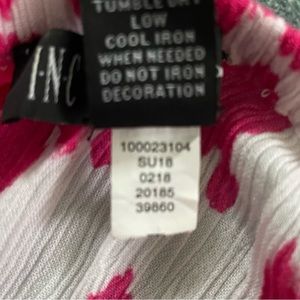 TUMBLE DRY
LOW
COOL IRON
WHEN NEEDED
DO NOT IRON
DECORATION
I·N·C
100023104
SU18
0218
20185
39860